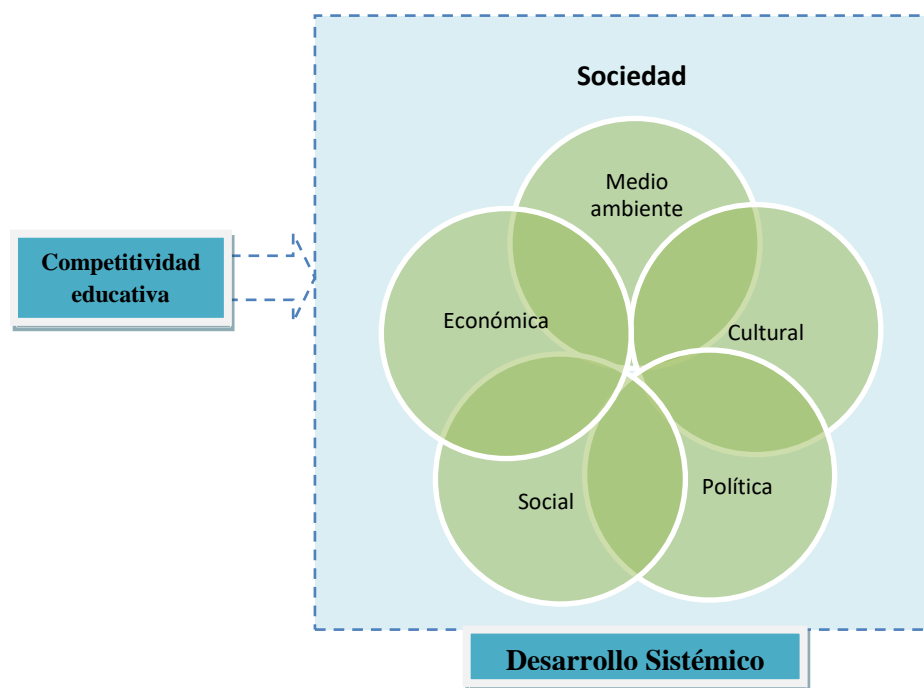 Sociedad
Medio
ambiente
Competitividad
educativa
Económica
Cultural
Social
Política
Desarrollo Sistémico